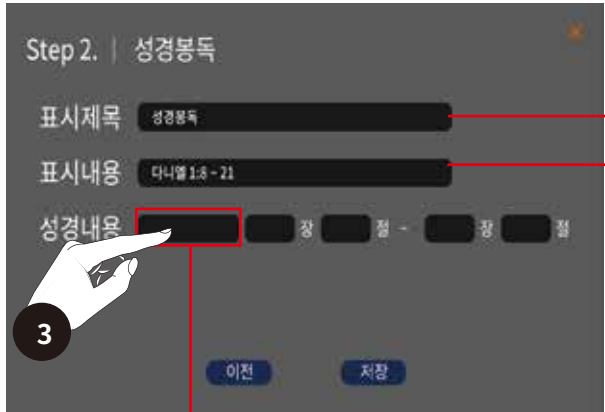 Step 2. | 성경봉독
표시제목 성경봉독
표시내용 다니엘 1:8 ~ 21
성경내용 장 절 - 장 절
3
이전 저장